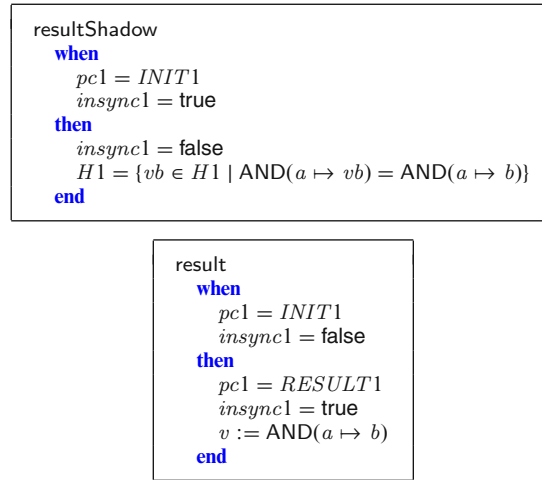 resultShadow
when
pc1 = INIT1
insync1 = true
then
insync1 = false
H1 = {vb ∈ H1 | AND(a ↦ vb) = AND(a ↦ b)}
end
result
when
pc1 = INIT1
insync1 = false
then
pc1 = RESULT1
insync1 = true
v := AND(a ↦ b)
end